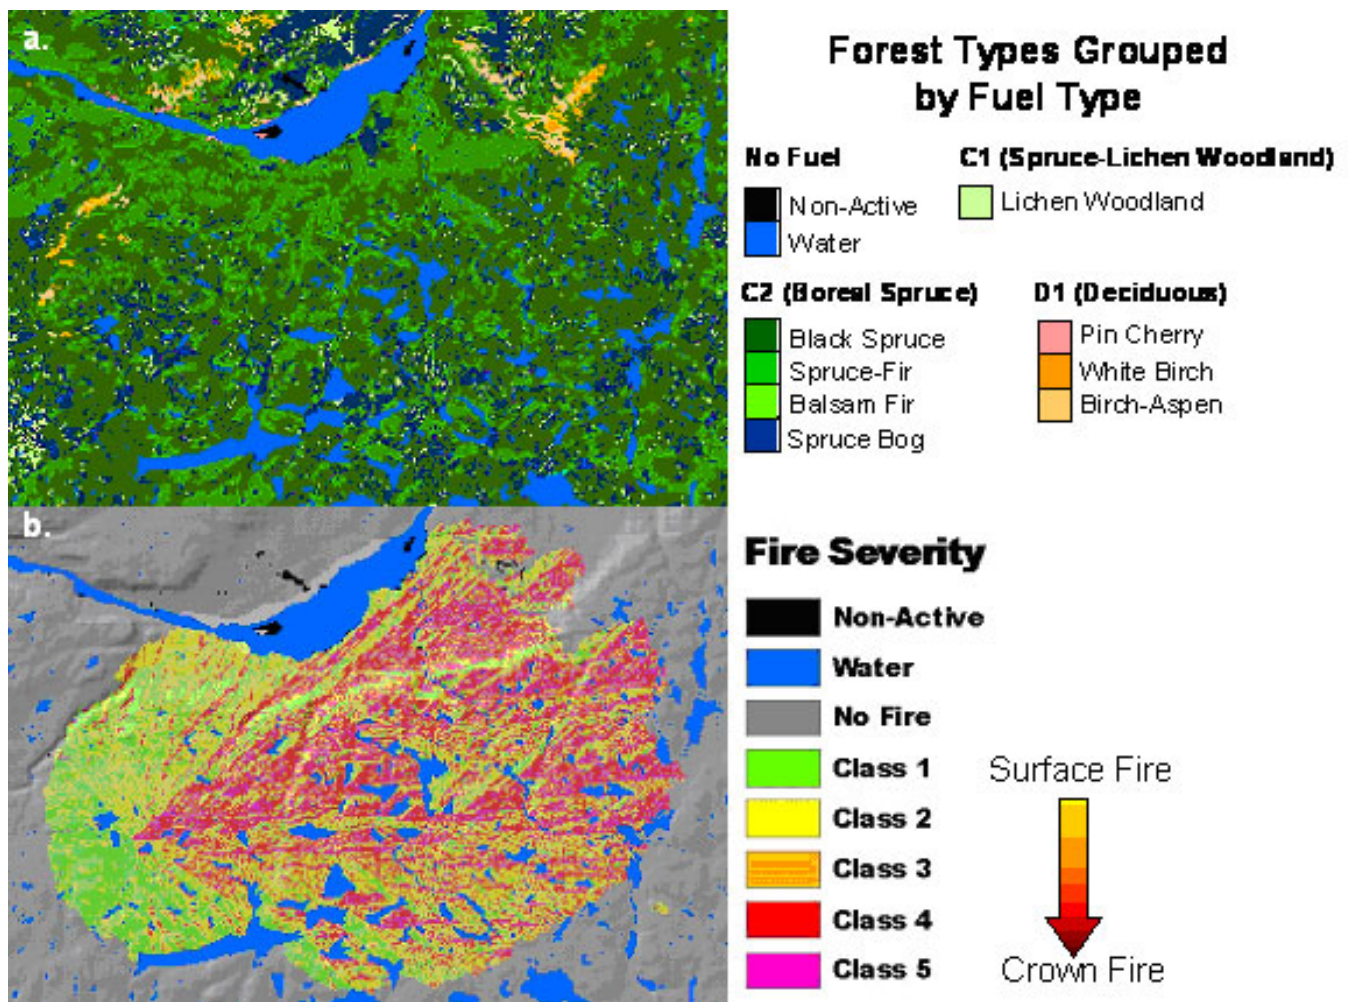 a.
Forest Types Grouped
by Fuel Type
No Fuel
C1 (Spruce-Lichen Woodland)
Non-Active
Lichen Woodland
Water
C2 (Boreal Spruce)
D1 (Deciduous)
Black Spruce
Pin Cherry
Spruce-Fir
White Birch
Balsam Fir
Birch-Aspen
Spruce Bog
b.
Fire Severity
Non-Active
Water
No Fire
Class 1
Surface Fire
Class 2
Class 3
Class 4
Class 5
Crown Fire